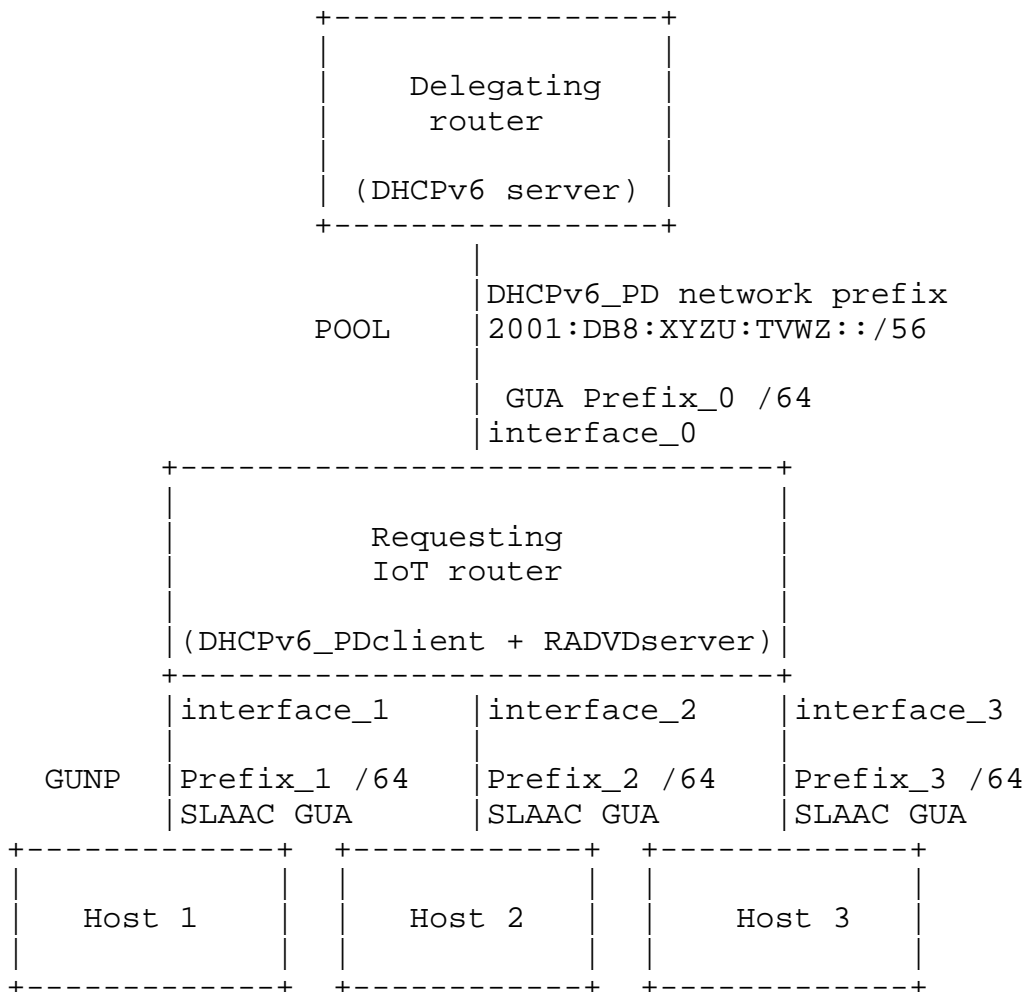 Delegating
router
(DHCPv6 server)
DHCPv6_PD network prefix
POOL 2001:DB8:XYZU:TVWZ::/56
GUA Prefix_0 /64
interface_0
Requesting
IoT router
(DHCPv6_PDclient + RADVDserver)
interface_1 interface_2 interface_3
GUNP Prefix_1 /64 Prefix_2 /64 Prefix_3 /64
SLAAC GUA SLAAC GUA SLAAC GUA
Host 1 Host 2 Host 3